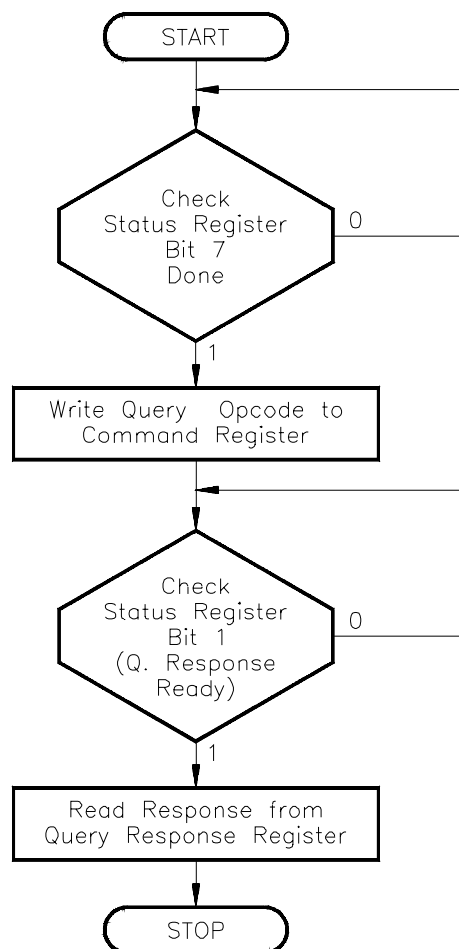 START
Check
Status Register
Bit 7
Done
0
1
Write Query Opcode to
Command Register
Check
Status Register
Bit 1
(Q. Response
Ready)
0
1
Read Response from
Query Response Register
STOP